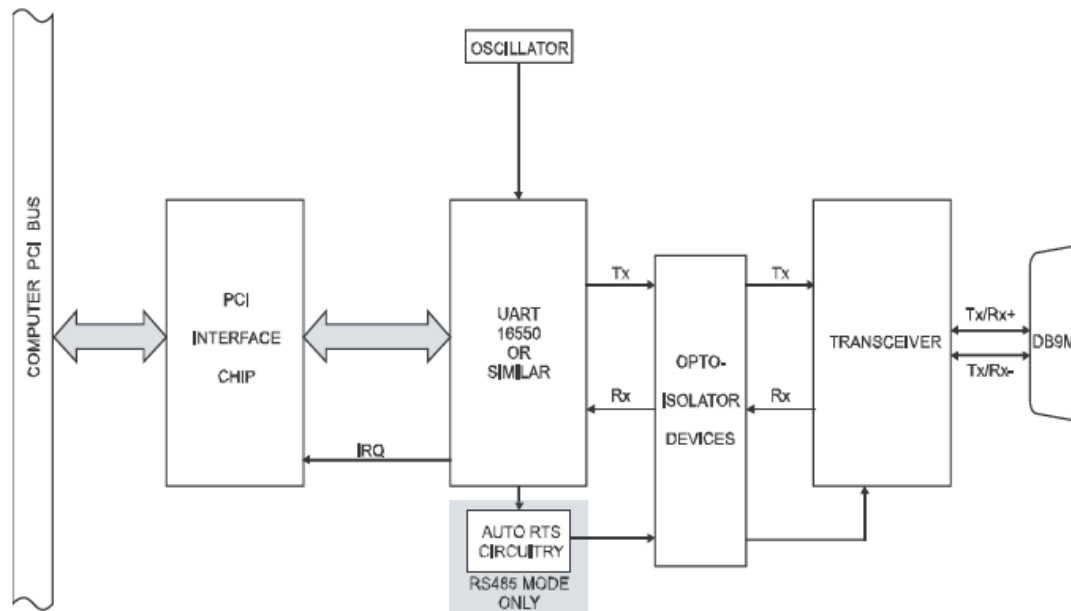 OSCILLATOR
COMPUTER PCI BUS
PCI
INTERFACE
CHIP
UART
16550
OR
SIMILAR
IRQ
Tx
Rx
OPTO-
ISOLATOR
DEVICES
Tx
Rx
TRANSCEIVER
Tx/Rx+
Tx/Rx-
DB9M
AUTO RTS
CIRCUITRY
RS485 MODE
ONLY